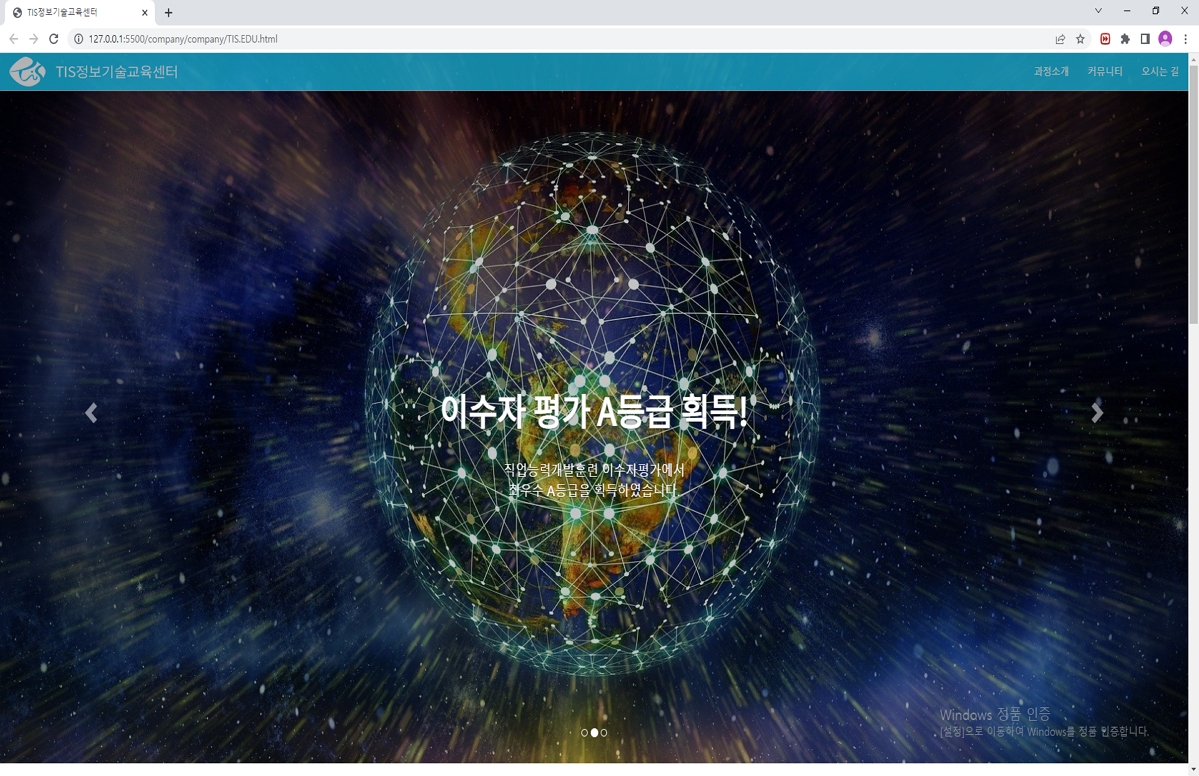 TIS정보기술교육센터
127.0.0.1:5500/company/company/TIS.EDU.html
TIS정보기술교육센터
과정소개 커뮤니티 오시는 길
이수자 평가 A등급 획득!
직업능력개발훈련 이수자평가에서
최우수 A등급을 획득하였습니다
Windows 정품 인증
[설정]으로 이동하여 Windows를 정품 인증합니다.